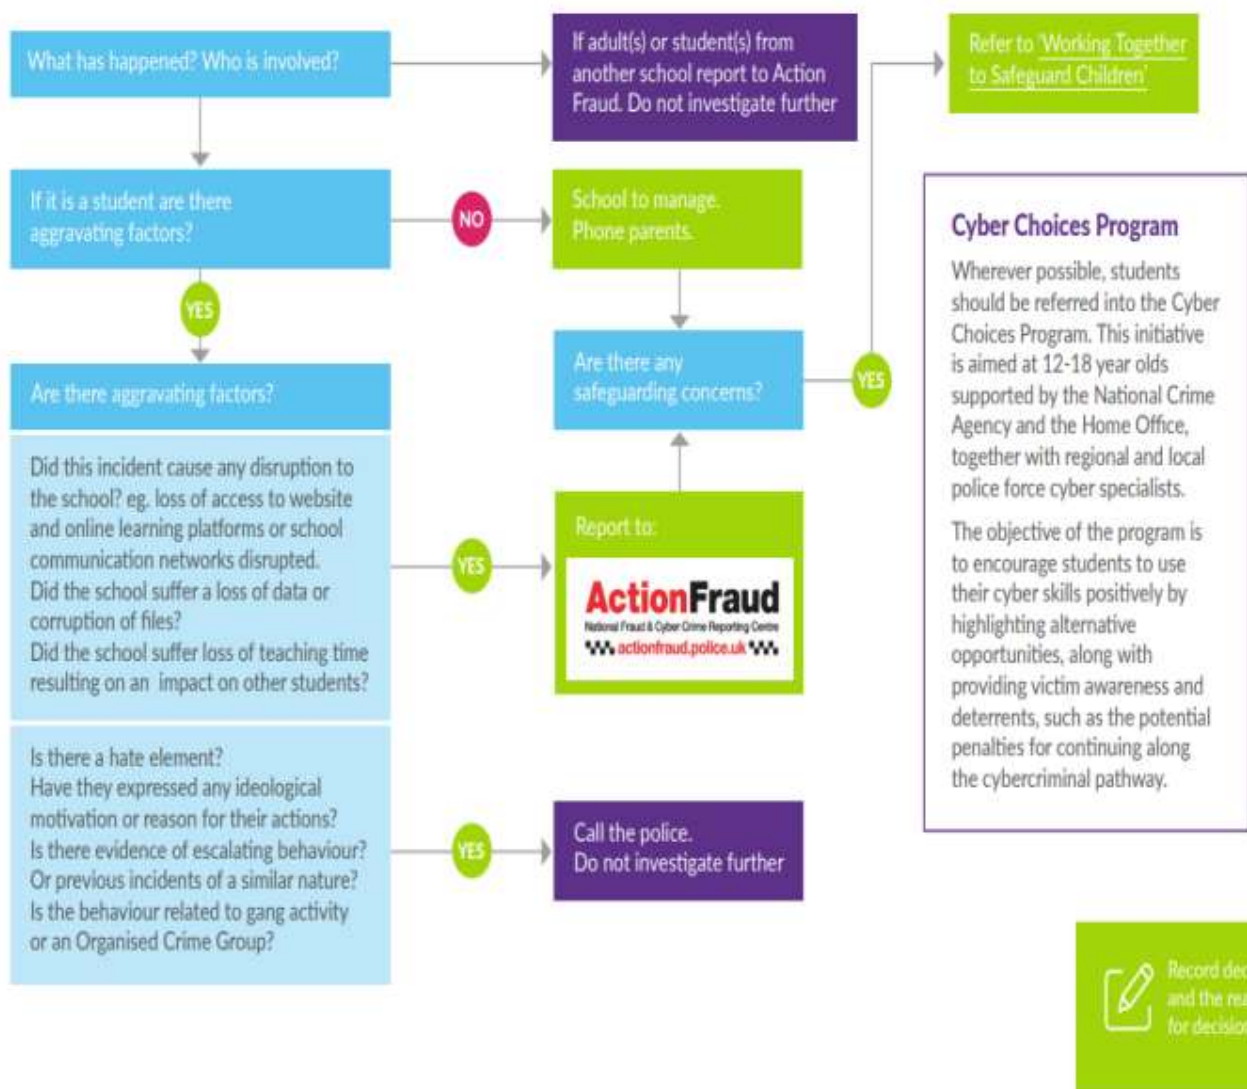 What has happened? Who is involved?
If adult(s) or student(s) from
another school report to Action
Fraud. Do not investigate further
Refer to 'Working Together
to Safeguard Children'
If it is a student are there
aggravating factors?
NO
School to manage.
Phone parents.
YES
Are there aggravating factors?
Are there any
safeguarding concerns?
YES
Did this incident cause any disruption to
the school? eg. loss of access to website
and online learning platforms or school
communication networks disrupted.
Did the school suffer a loss of data or
corruption of files?
Did the school suffer loss of teaching time
resulting on an impact on other students?
YES
Report to:
ActionFraud
National Fraud & Cyber Crime Reporting Centre
actionfraud.police.uk
Is there a hate element?
Have they expressed any ideological
motivation or reason for their actions?
Is there evidence of escalating behaviour?
Or previous incidents of a similar nature?
Is the behaviour related to gang activity
or an Organised Crime Group?
YES
Call the police.
Do not investigate further
Cyber Choices Program
Wherever possible, students
should be referred into the Cyber
Choices Program. This initiative
is aimed at 12-18 year olds
supported by the National Crime
Agency and the Home Office,
together with regional and local
police force cyber specialists.
The objective of the program is
to encourage students to use
their cyber skills positively by
highlighting alternative
opportunities, along with
providing victim awareness and
deterrents, such as the potential
penalties for continuing along
the cybercriminal pathway.
Record
and the
for